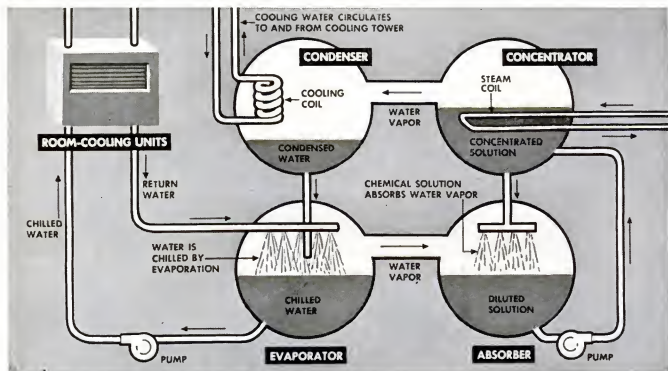 COOLING WATER CIRCULATES
TO AND FROM COOLING TOWER
CONDENSER
CONCENTRATOR
STEAM
COIL
COOLING
COIL
WATER
VAPOR
ROOM-COOLING UNITS
CONDENSED
WATER
CONCENTRATED
SOLUTION
RETURN
WATER
CHEMICAL SOLUTION
ABSORBS WATER VAPOR
CHILLED
WATER
WATER IS
CHILLED BY
EVAPORATION
WATER
VAPOR
CHILLED
WATER
DILUTED
SOLUTION
PUMP
EVAPORATOR
ABSORBER
PUMP